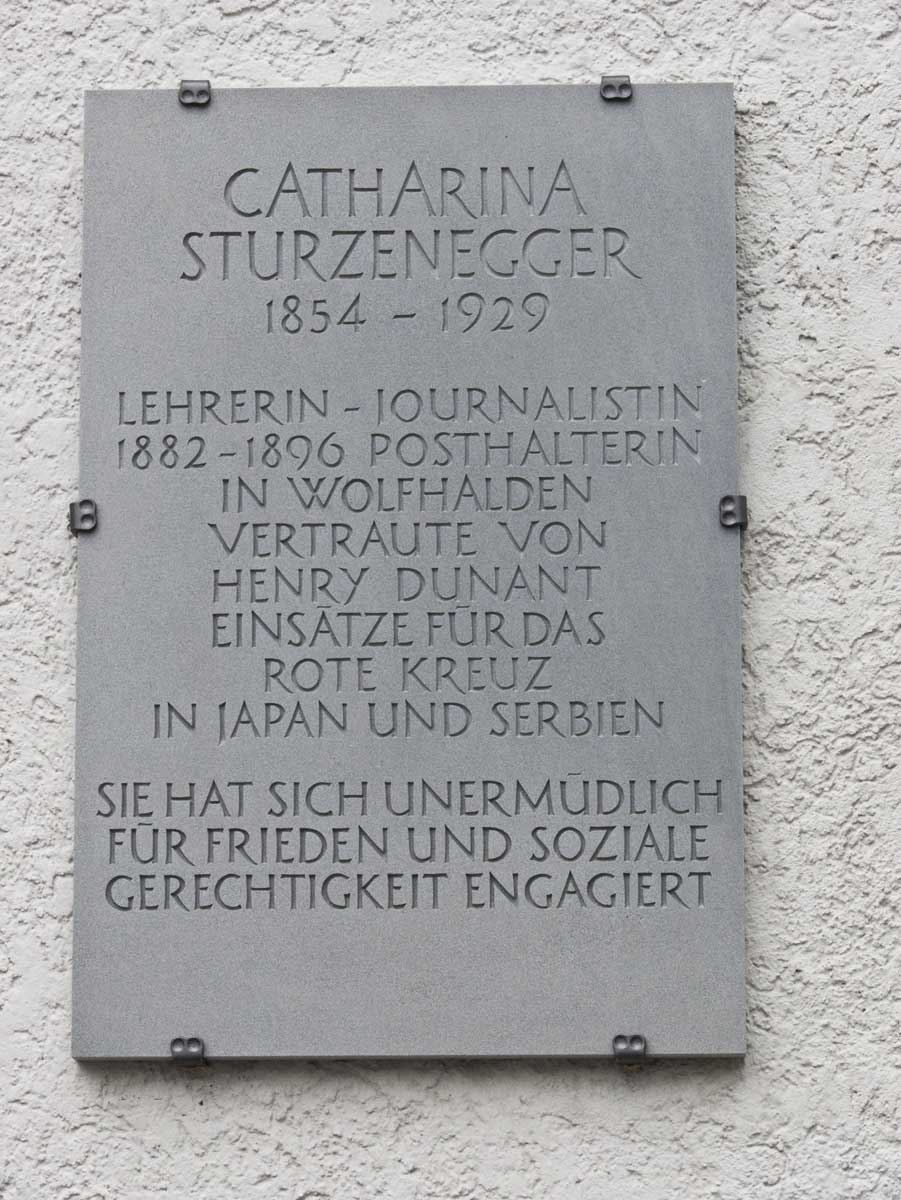 CATHARINA
STURZENEGGER
1854 - 1929
LEHRERIN - JOURNALISTIN
1882 - 1896 POSTHALTERIN
IN WOLFHALDEN
VERTRAUTE VON
HENRY DUNANT
EINSÄTZE FÜR DAS
ROTE KREUZ
IN JAPAN UND SERBIEN
SIE HAT SICH UNERMÜDLICH
FÜR FRIEDEN UND SOZIALE
GERECHTIGKEIT ENGAGIERT